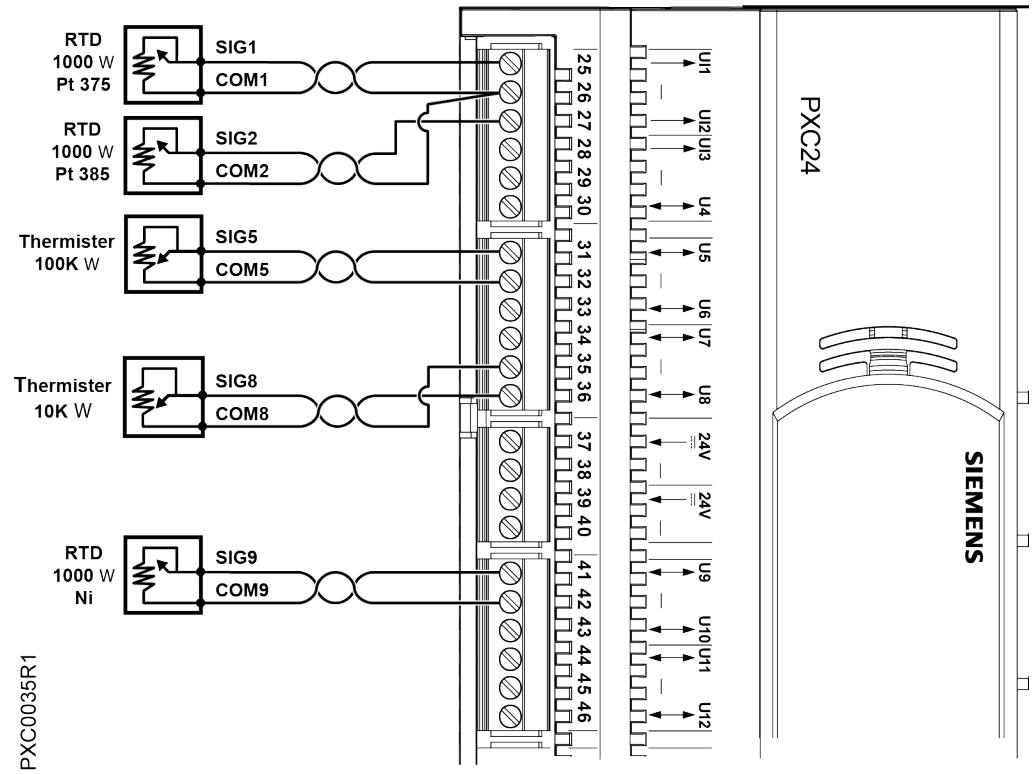 RTD
1000 W
Pt 375
SIG1
COM1
RTD
1000 W
Pt 385
SIG2
COM2
Thermister
100K W
SIG5
COM5
Thermister
10K W
SIG8
COM8
RTD
1000 W
Ni
SIG9
COM9
25
26
27
28
29
30
31
32
33
34
35
36
37
38
39
40
41
42
43
44
45
46
UI1
UI2
UI3
U4
U5
U6
U7
U8
24V
24V
U9
U10
U11
U12
PXC24
SIEMENS
PXC0035R1